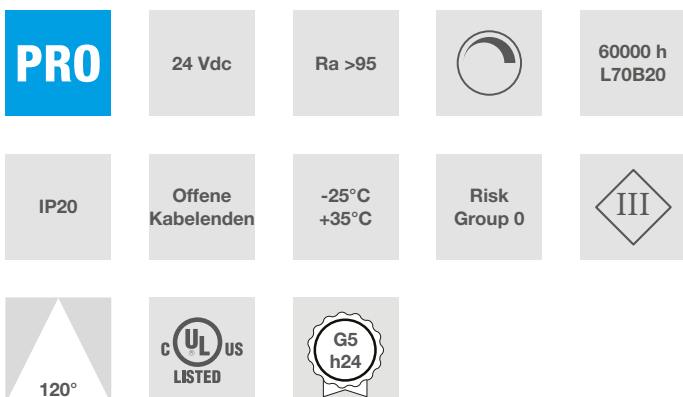 PRO
24 Vdc
Ra >95
60000 h
L70B20
IP20
Offene
Kabelenden
-25°C
+35°C
Risk
Group 0
III
120°
C UL US
®
LISTED
G5
h24